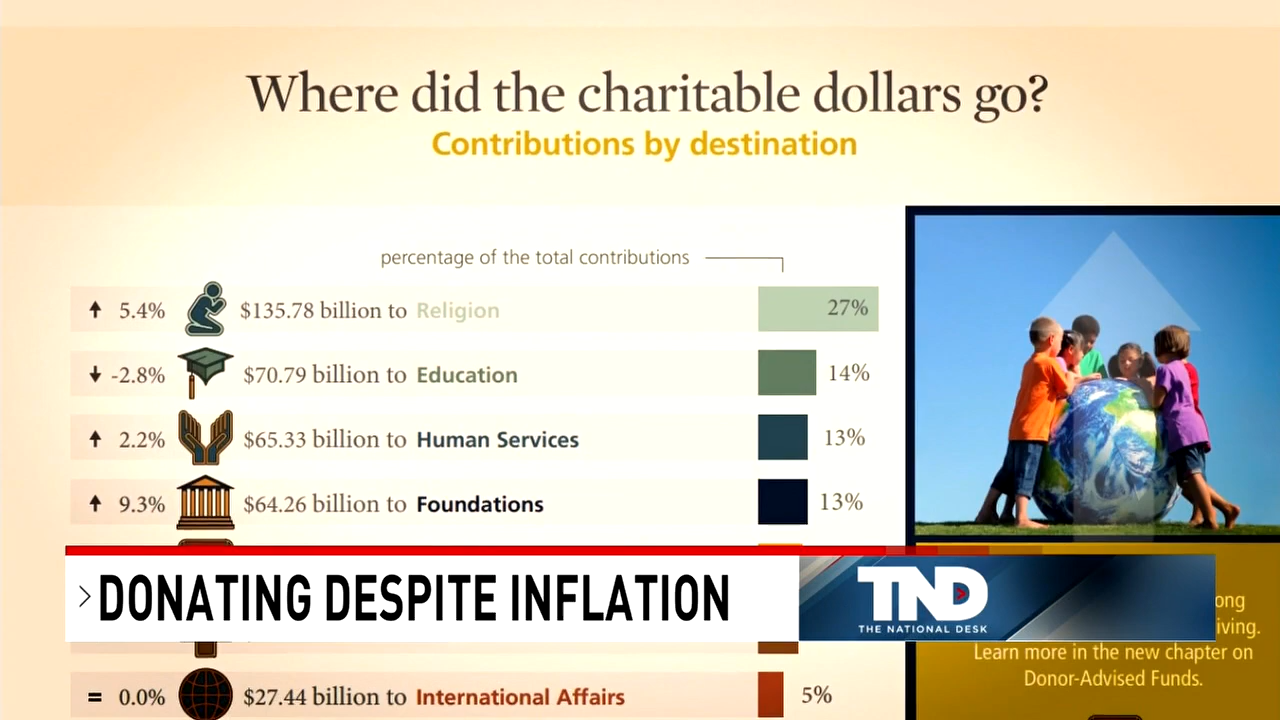 Where did the charitable dollars go?
Contributions by destination
percentage of the total contributions
↑ 5.4% $135.78 billion to Religion 27%
↓ -2.8% $70.79 billion to Education 14%
↑ 2.2% $65.33 billion to Human Services 13%
↑ 9.3% $64.26 billion to Foundations 13%
DONATING DESPITE INFLATION
TND
THE NATIONAL DESK
Learn more in the new chapter on
Donor-Advised Funds.
= 0.0% $27.44 billion to International Affairs 5%